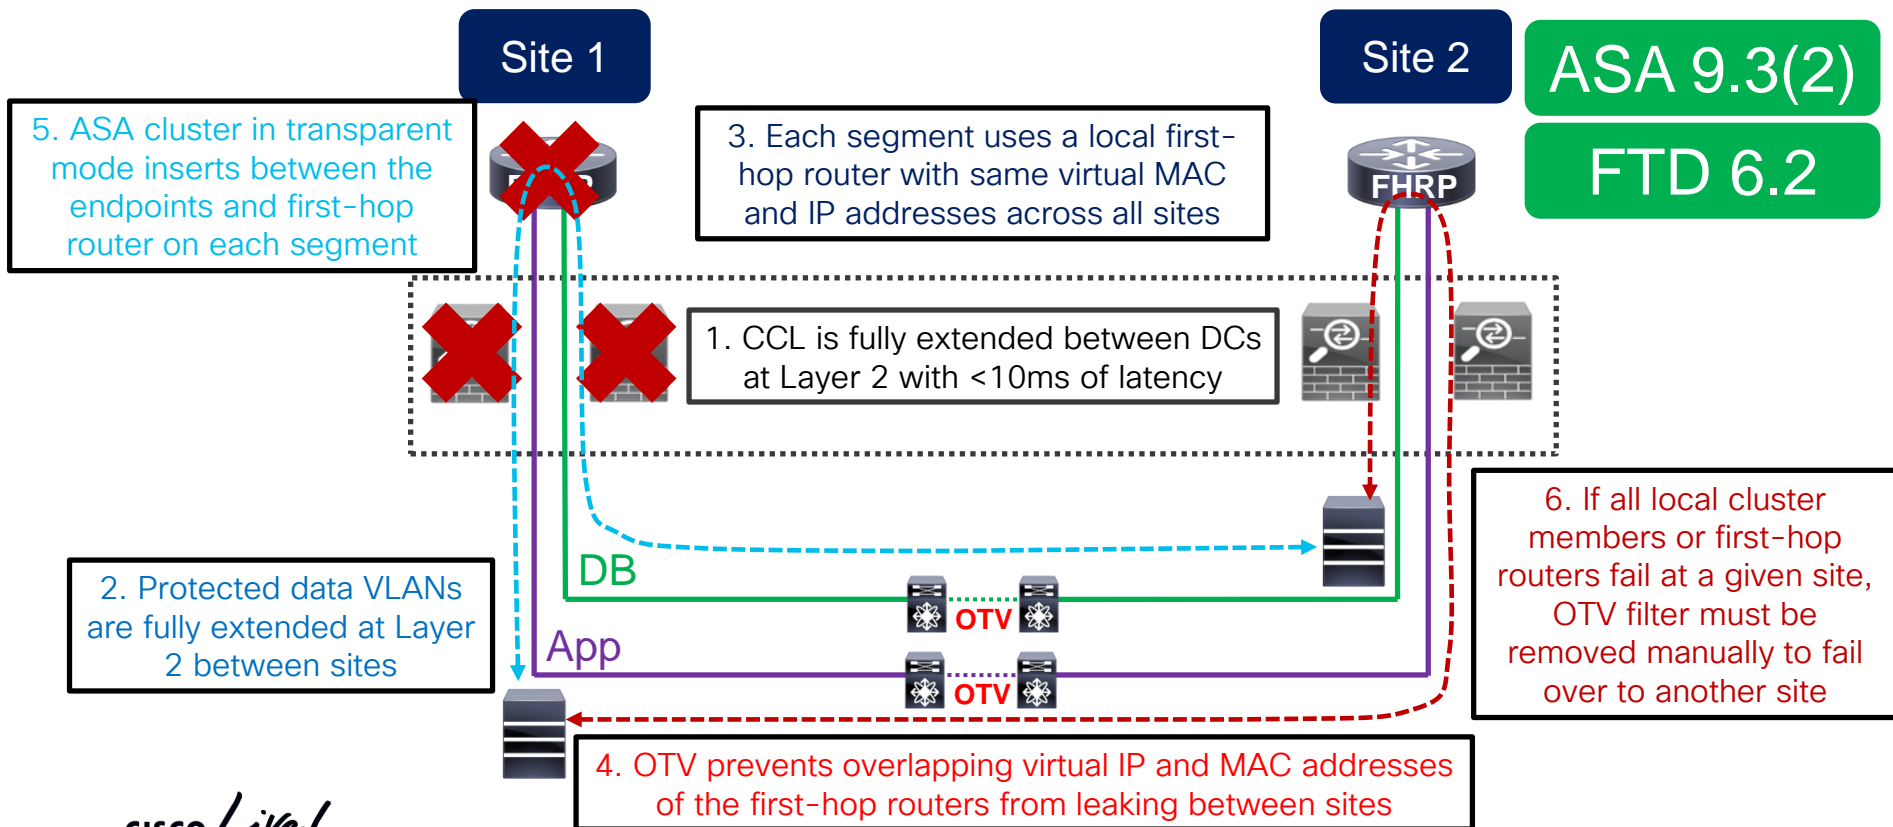 Site 1
Site 2
ASA 9.3(2)
FTD 6.2
5. ASA cluster in transparent
mode inserts between the
endpoints and first-hop
router on each segment
3. Each segment uses a local first-
hop router with same virtual MAC
and IP addresses across all sites
FHRP
1. CCL is fully extended between DCs
at Layer 2 with <10ms of latency
2. Protected data VLANs
are fully extended at Layer
2 between sites
DB
OTV
App
OTV
6. If all local cluster
members or first-hop
routers fail at a given site,
OTV filter must be
removed manually to fail
over to another site
4. OTV prevents overlapping virtual IP and MAC addresses
of the first-hop routers from leaking between sites
CISCO Live!